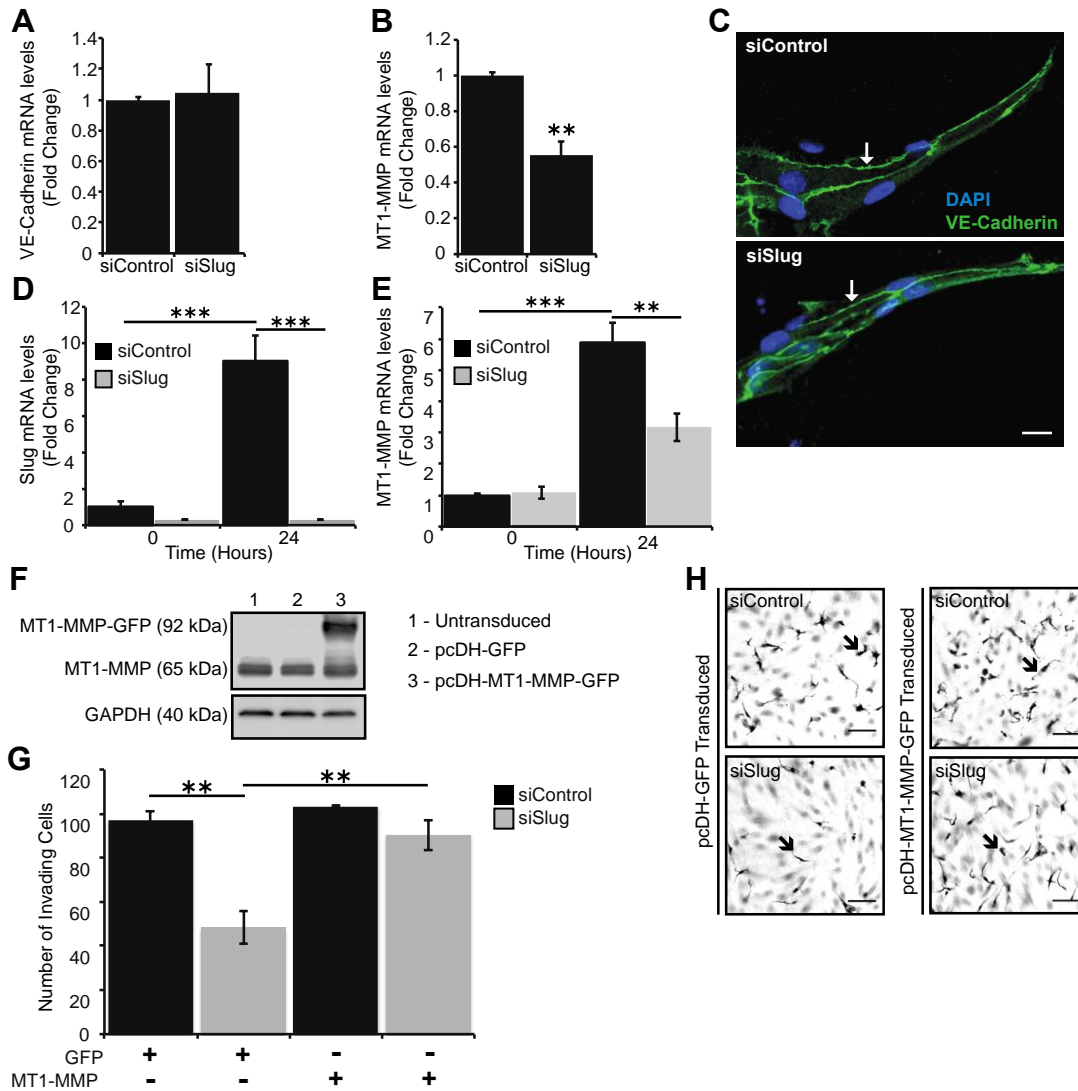 A
VE-Cadherin mRNA levels
(Fold Change)
1.4
1.2
1
0.8
0.6
0.4
0.2
0
siControl siSlug
B
MT1-MMP mRNA levels
(Fold Change)
1.2
1.0
0.8
0.6
0.4
0.2
0
**
siControl siSlug
C
siControl
DAPI
VE-Cadherin
siSlug
D
Slug mRNA levels
(Fold Change)
12
10
8
6
4
2
0
*** ***
siControl
siSlug
0 24
Time (Hours)
E
MT1-MMP mRNA levels
(Fold Change)
7
6
5
4
3
2
1
0
*** **
siControl
siSlug
0 24
Time (Hours)
F
1 2 3
MT1-MMP-GFP (92 kDa)
MT1-MMP (65 kDa)
GAPDH (40 kDa)
1 - Untransduced
2 - pcDH-GFP
3 - pcDH-MT1-MMP-GFP
G
Number of Invading Cells
120
100
80
60
40
20
0
** **
siControl
siSlug
GFP + + - -
MT1-MMP - - + +
H
pcDH-GFP Transduced
siControl
siSlug
pcDH-MT1-MMP-GFP Transduced
siControl
siSlug